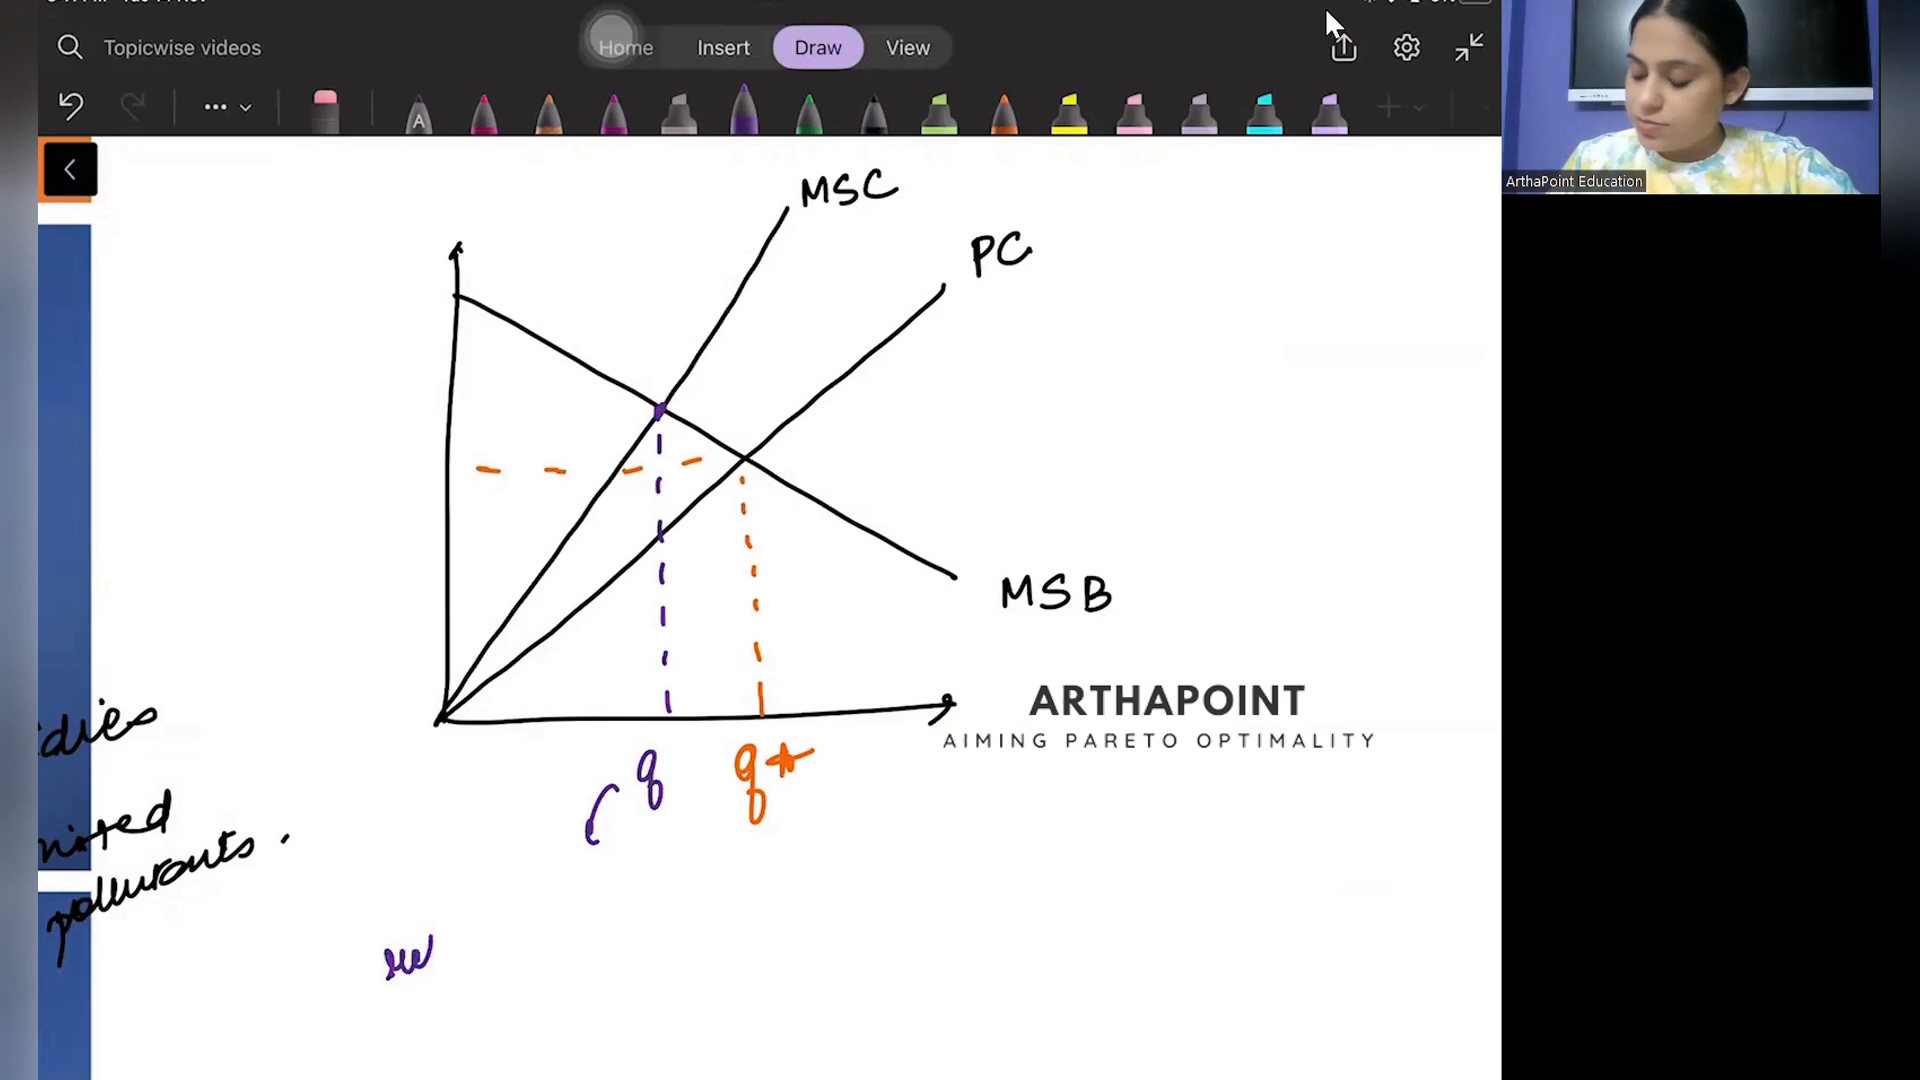 Topicwise videos
Home Insert Draw View
A
ArthaPoint Education
MSC
PC
MSB
ARTHAPOINT
AIMING PARETO OPTIMALITY
q q*
pollutants.